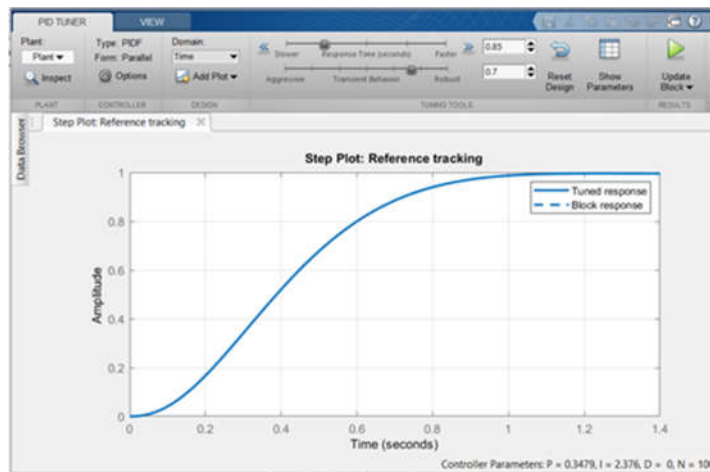 PID TUNER VIEW
Plant: Type: PIDF Domain:
Plant Form: Parallel Time Slower Response Time (seconds) Faster 0.85
Inspect Options Add Plot Aggressive Transient Behavior Robust 0.7 Reset Design Show Parameters Update Block
PLANT CONTROLLER DESIGN TUNING TOOLS RESULTS
Data Browser
Step Plot: Reference tracking
Step Plot: Reference tracking
Tuned response
Block response
Amplitude
1
0.8
0.6
0.4
0.2
0
0 0.2 0.4 0.6 0.8 1 1.2 1.4
Time (seconds)
Controller Parameters: P = 0.3479, I = 2.376, D = 0, N = 10